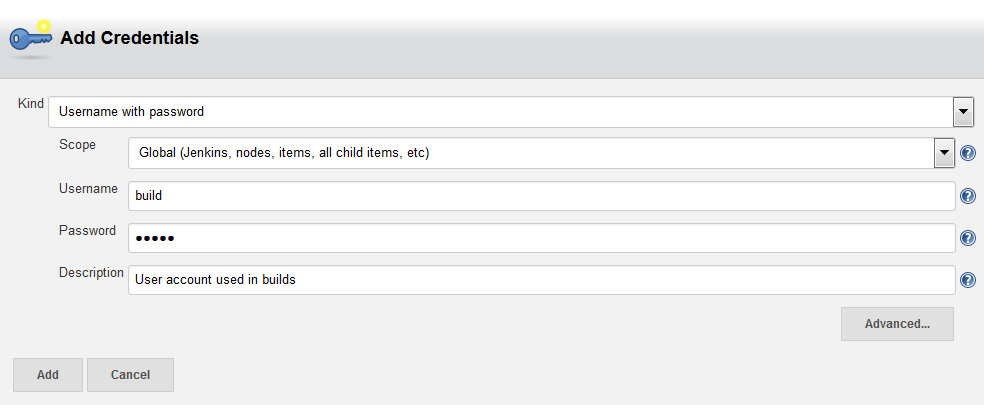 Add Credentials
Kind
Username with password
Scope
Global (Jenkins, nodes, items, all child items, etc)
Username
build
Password
•••••
Description
User account used in builds
Advanced...
Add
Cancel